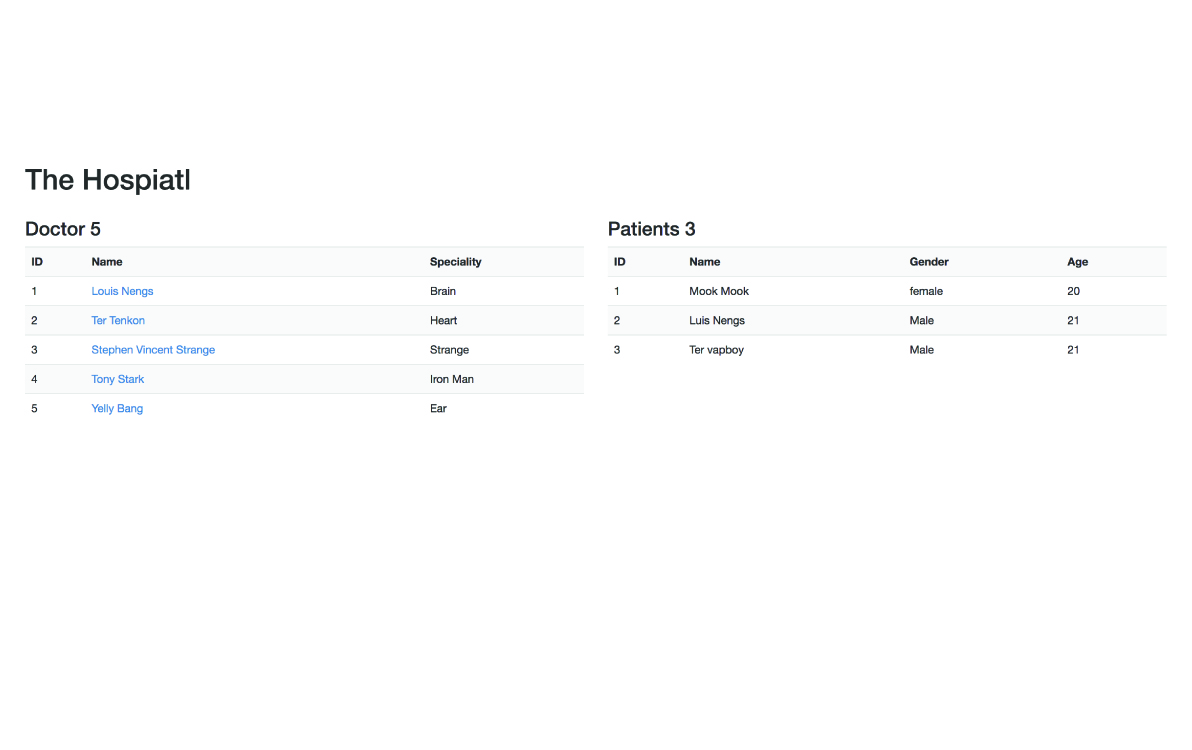 The Hospiatl
Doctor 5
ID Name Speciality
1 Louis Nengs Brain
2 Ter Tenkon Heart
3 Stephen Vincent Strange Strange
4 Tony Stark Iron Man
5 Yelly Bang Ear
Patients 3
ID Name Gender Age
1 Mook Mook female 20
2 Luis Nengs Male 21
3 Ter vapboy Male 21